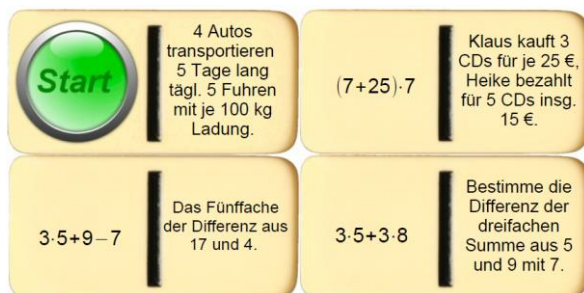 Start
4 Autos
transportieren
5 Tage lang
tägl. 5 Fuhren
mit je 100 kg
Ladung.
(7+25)·7
Klaus kauft 3
CDs für je 25 €,
Heike bezahlt
für 5 CDs insg.
15 €.
3·5+9−7
Das Fünffache
der Differenz aus
17 und 4.
3·5+3·8
Bestimme die
Differenz der
dreifachen
Summe aus 5
und 9 mit 7.